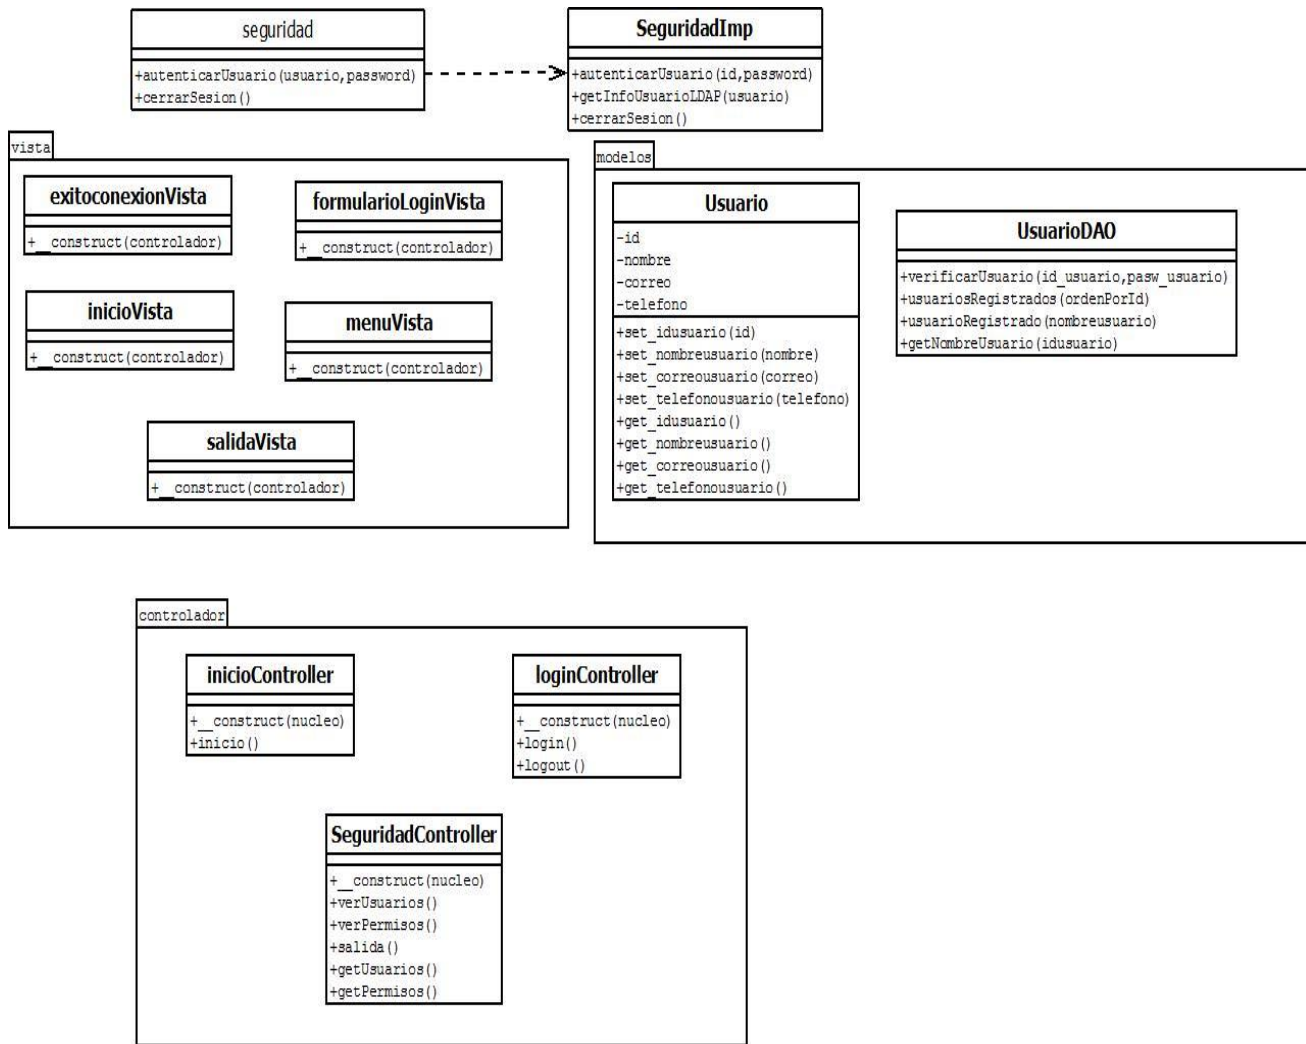 seguridad
+autenticarUsuario(usuario,password)
+cerrarSesion()
SeguridadImp
+autenticarUsuario(id,password)
+getInfoUsuarioLDAP(usuario)
+cerrarSesion()
vista
exitoconexionVista
+__construct(controlador)
formularioLoginVista
+__construct(controlador)
inicioVista
+__construct(controlador)
menuVista
+__construct(controlador)
salidaVista
+__construct(controlador)
modelos
Usuario
-id
-nombre
-correo
-telefono
+set_idusuario(id)
+set_nombreusuario(nombre)
+set_correousuario(correo)
+set_telefonousuario(telefono)
+get_idusuario()
+get_nombreusuario()
+get_correousuario()
+get_telefonousuario()
UsuarioDAO
+verificarUsuario(id_usuario,pasw_usuario)
+usuariosRegistrados(ordenPorId)
+usuarioRegistrado(nombreusuario)
+getNombreUsuario(idusuario)
controlador
inicioController
+__construct(nucleo)
+inicio()
loginController
+__construct(nucleo)
+login()
+logout()
SeguridadController
+__construct(nucleo)
+verUsuarios()
+verPermisos()
+salida()
+getUsuarios()
+getPermisos()